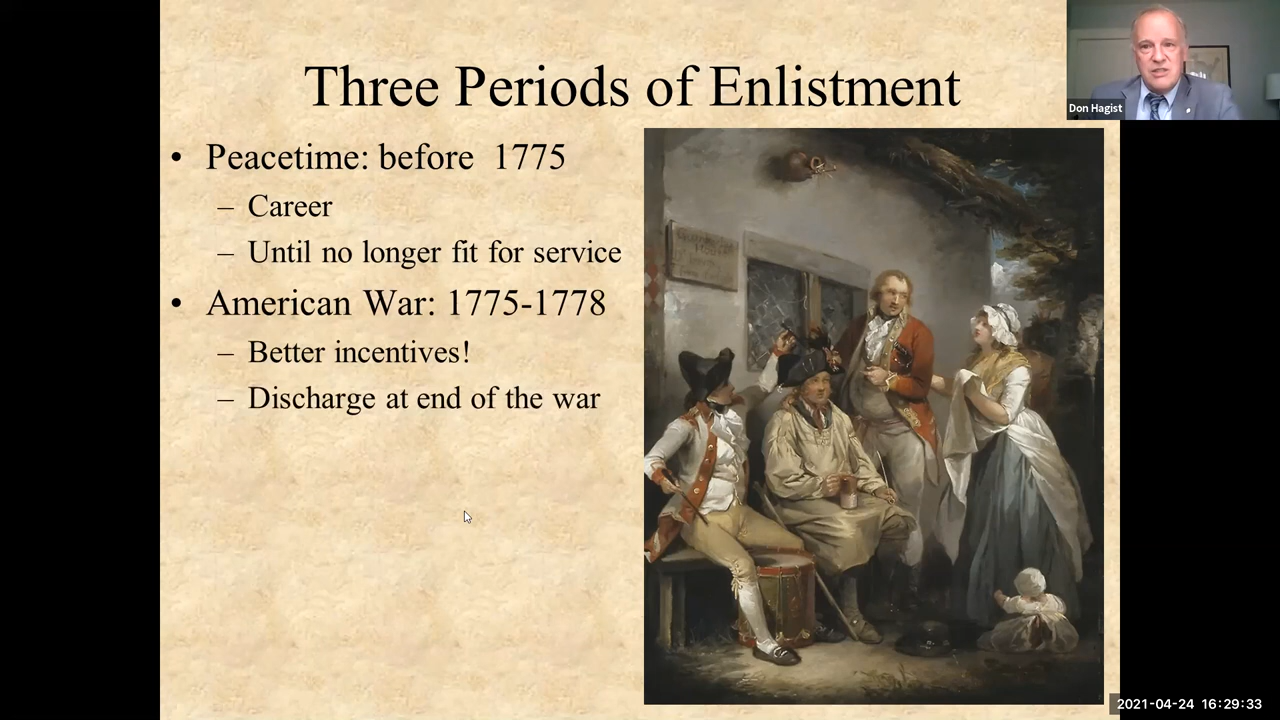 Three Periods of Enlistment
• Peacetime: before 1775
– Career
– Until no longer fit for service
• American War: 1775-1778
– Better incentives!
– Discharge at end of the war
Don Hagist
2021-04-24 16:29:33